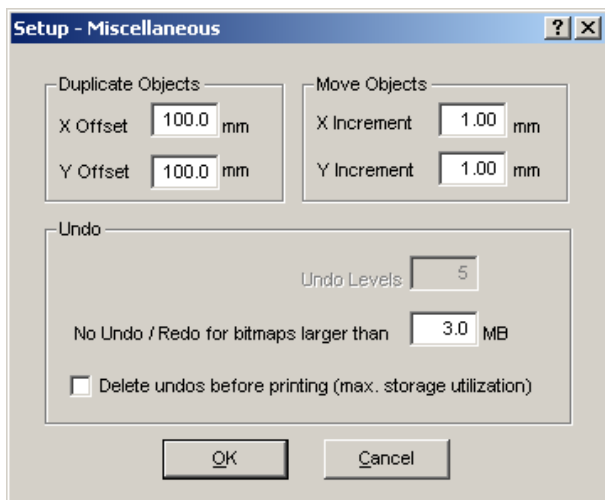 Setup - Miscellaneous
Duplicate Objects
X Offset 100.0 mm
Y Offset 100.0 mm
Move Objects
X Increment 1.00 mm
Y Increment 1.00 mm
Undo
Undo Levels 5
No Undo / Redo for bitmaps larger than 3.0 MB
Delete undos before printing (max. storage utilization)
OK Cancel